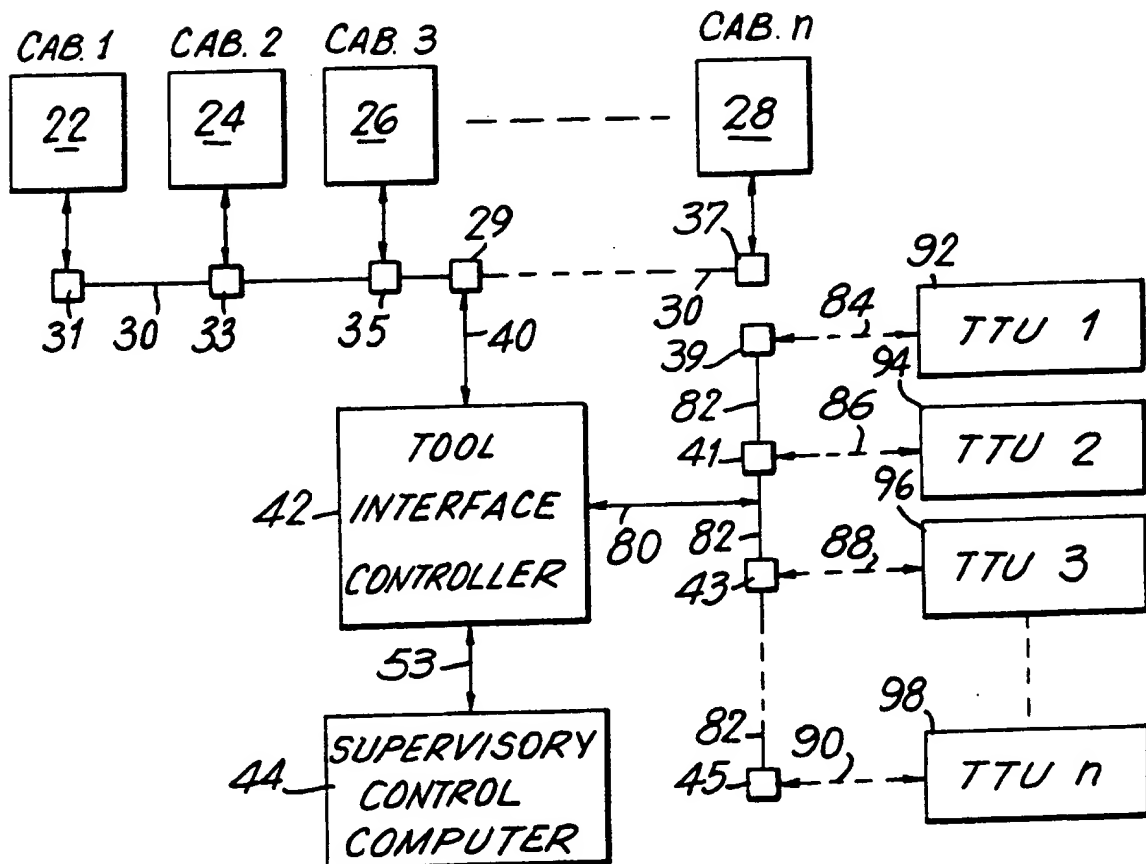 CAB. 1 CAB. 2 CAB. 3 CAB. n
22 24 26 28
29 37
31 30 33 35 30
40 39 84 92
TTU 1
82 86 94
41 TTU 2
TOOL
INTERFACE
CONTROLLER
42 80 82 88 96
43 TTU 3
53
82 90 98
45 TTU n
44 SUPERVISORY
CONTROL
COMPUTER